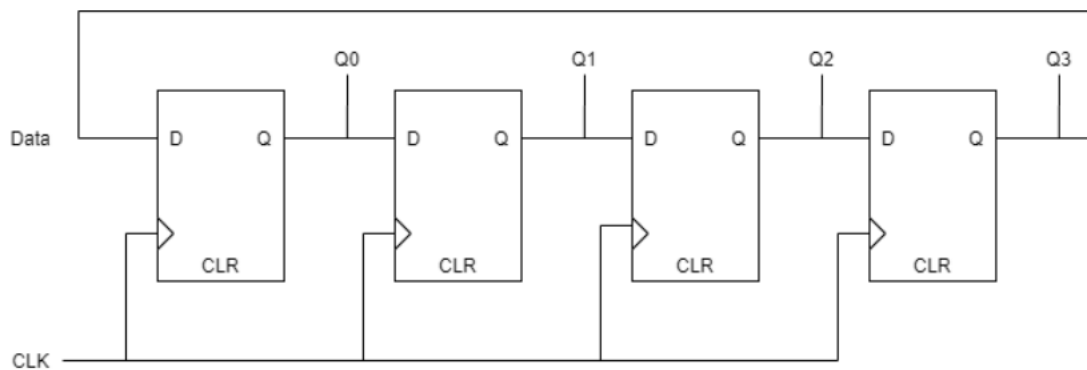 Q0 Q1 Q2 Q3
Data D Q D Q D Q D Q
CLR CLR CLR CLR
CLK